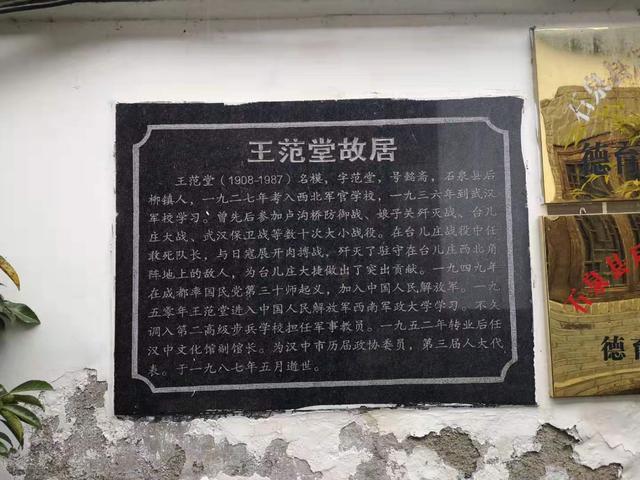 王范堂故居
王范堂（1908-1987）名模，字范堂，号懿斋，石泉县后
柳镇人，一九二七年考入西北军官学校，一九三六年到武汉
军校学习。曾先后参加卢沟桥防御战、娘子关歼灭战、台儿
庄大战、武汉保卫战等数十次大小战役。在台儿庄战役中任
敢死队长，与日寇展开肉搏战，歼灭了驻守在台儿庄西北角
阵地上的敌人，为台儿庄大捷做出了突出贡献。一九四九年
在成都率国民党第三十师起义，加入中国人民解放军。一九
五零年王范堂进入中国人民解放军西南军政大学学习，不久
调入第二高级步兵学校担任军事教员。一九五二年转业后任
汉中文化馆副馆长。为汉中市历届政协委员，第三届人大代
表。于一九八七年五月逝世。
石泉
德育
石泉县
德育